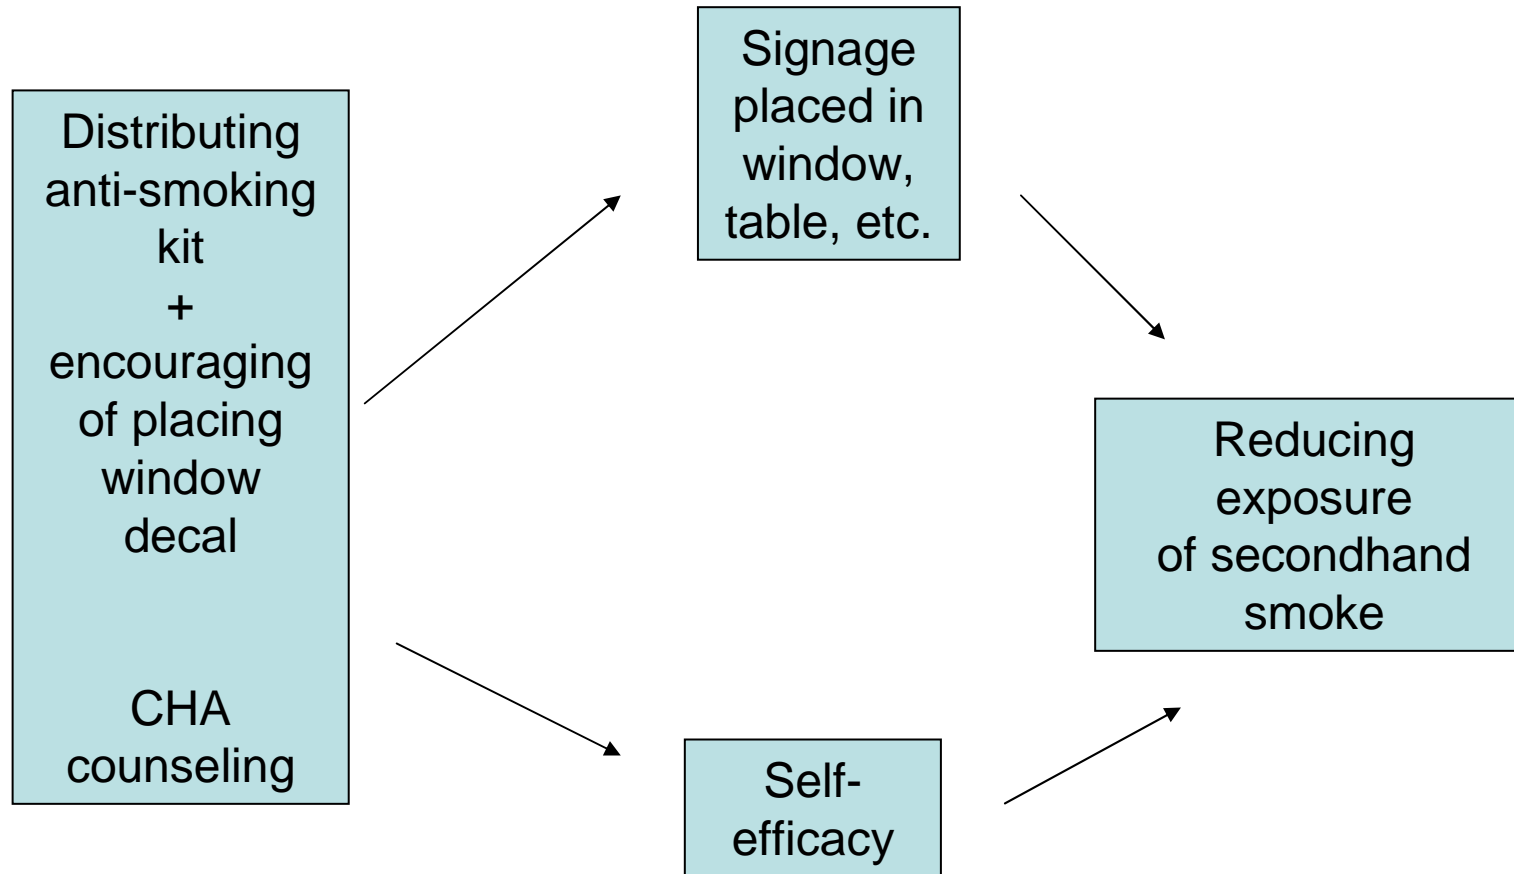 Distributing
anti-smoking
kit
+
encouraging
of placing
window
decal
CHA
counseling
Signage
placed in
window,
table, etc.
Self-
efficacy
Reducing
exposure
of secondhand
smoke